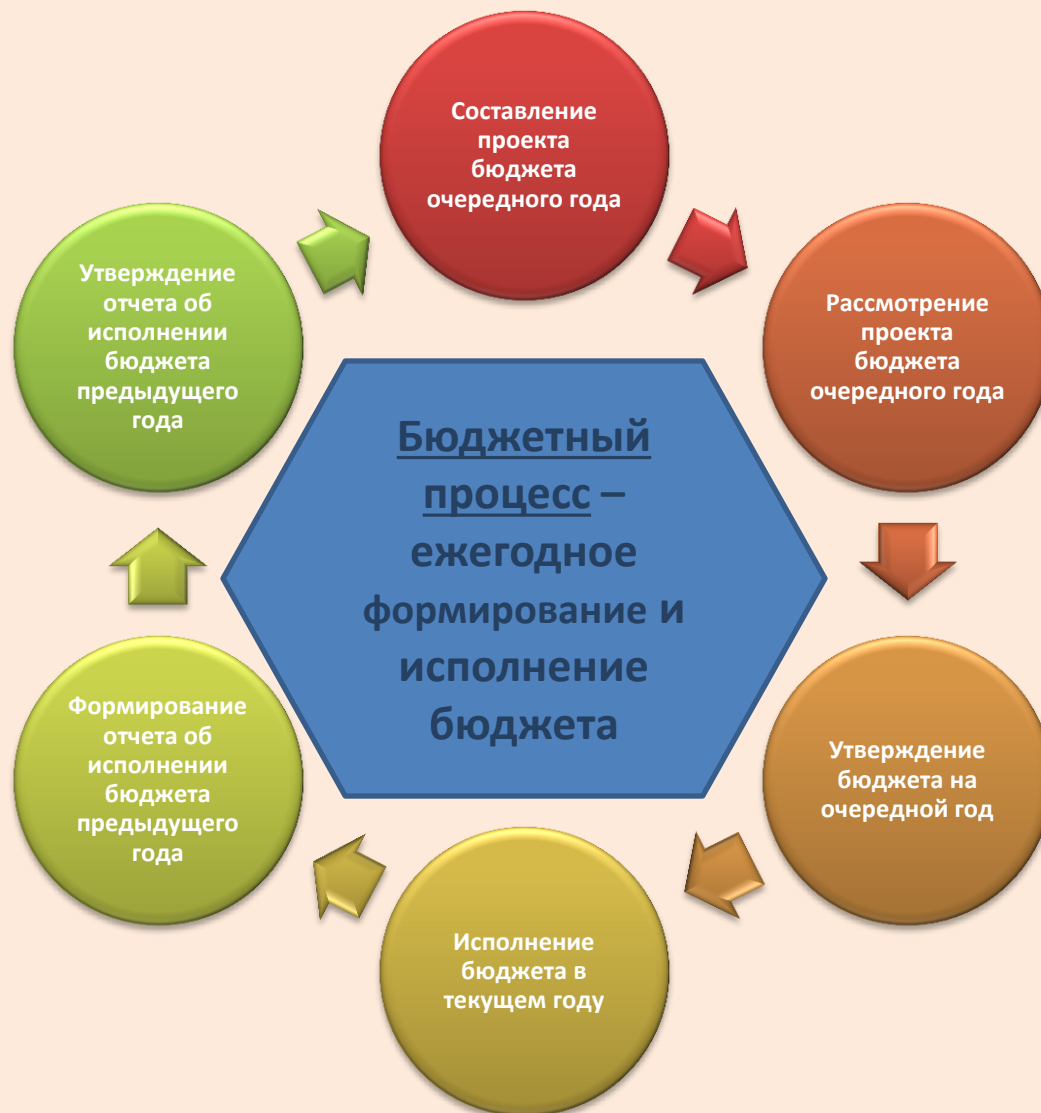 Составление
проекта
бюджета
очередного года
Рассмотрение
проекта
бюджета
очередного года
Утверждение
бюджета на
очередной год
Исполнение
бюджета в
текущем году
Формирование
отчета об
исполнении
бюджета
предыдущего
года
Утверждение
отчета об
исполнении
бюджета
предыдущего
года
Бюджетный
процесс –
ежегодное
формирование и
исполнение
бюджета